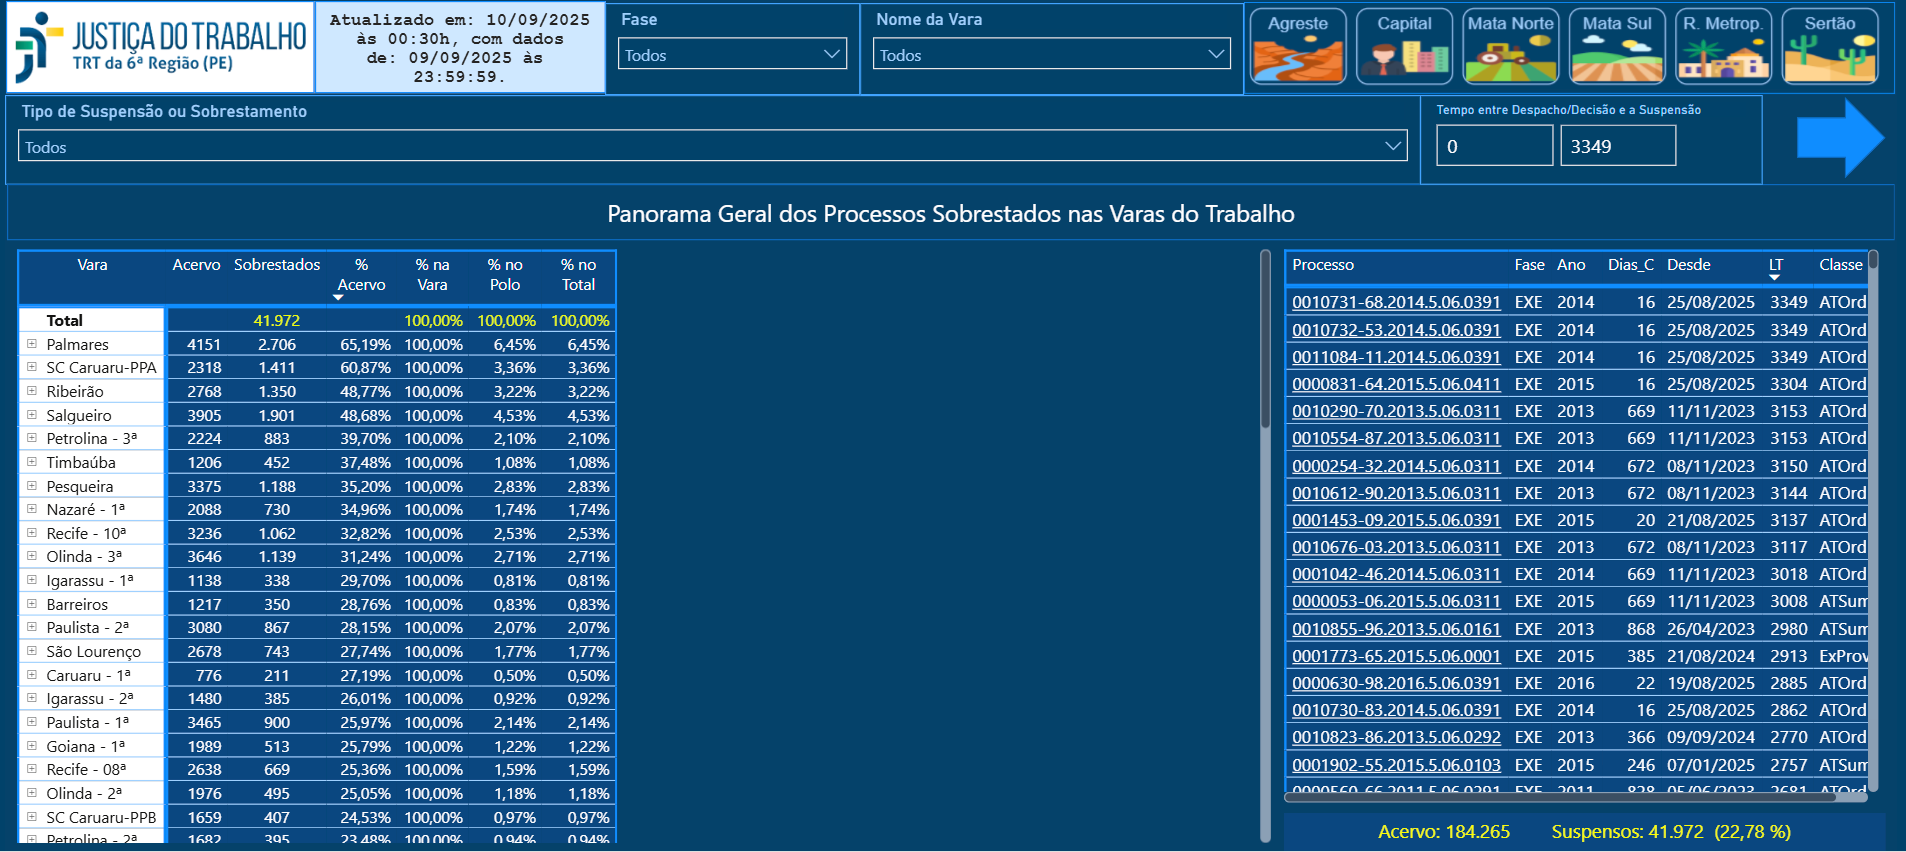 JUSTIÇA DO TRABALHO
TRT da 6ª Região (PE)
Atualizado em: 10/09/2025
às 00:30h, com dados
de: 09/09/2025 às
23:59:59.
Fase
Todos
Nome da Vara
Todos
Agreste
Capital
Mata Norte
Mata Sul
R. Metrop.
Sertão
Tipo de Suspensão ou Sobrestamento
Todos
Tempo entre Despacho/Decisão e a Suspensão
0
3349
Panorama Geral dos Processos Sobrestados nas Varas do Trabalho
Vara Acervo Sobrestados % Acervo % na Vara % no Polo % no Total
Total 41.972 100,00% 100,00% 100,00%
Palmares 4151 2.706 65,19% 100,00% 6,45% 6,45%
SC Caruaru-PPA 2318 1.411 60,87% 100,00% 3,36% 3,36%
Ribeirão 2768 1.350 48,77% 100,00% 3,22% 3,22%
Salgueiro 3905 1.901 48,68% 100,00% 4,53% 4,53%
Petrolina - 3ª 2224 883 39,70% 100,00% 2,10% 2,10%
Timbaúba 1206 452 37,48% 100,00% 1,08% 1,08%
Pesqueira 3375 1.188 35,20% 100,00% 2,83% 2,83%
Nazaré - 1ª 2088 730 34,96% 100,00% 1,74% 1,74%
Recife - 10ª 3236 1.062 32,82% 100,00% 2,53% 2,53%
Olinda - 3ª 3646 1.139 31,24% 100,00% 2,71% 2,71%
Igarassu - 1ª 1138 338 29,70% 100,00% 0,81% 0,81%
Barreiros 1217 350 28,76% 100,00% 0,83% 0,83%
Paulista - 2ª 3080 867 28,15% 100,00% 2,07% 2,07%
São Lourenço 2678 743 27,74% 100,00% 1,77% 1,77%
Caruaru - 1ª 776 211 27,19% 100,00% 0,50% 0,50%
Igarassu - 2ª 1480 385 26,01% 100,00% 0,92% 0,92%
Paulista - 1ª 3465 900 25,97% 100,00% 2,14% 2,14%
Goiana - 1ª 1989 513 25,79% 100,00% 1,22% 1,22%
Recife - 08ª 2638 669 25,36% 100,00% 1,59% 1,59%
Olinda - 2ª 1976 495 25,05% 100,00% 1,18% 1,18%
SC Caruaru-PPB 1659 407 24,53% 100,00% 0,97% 0,97%
Petrolina - 2ª 1682 395 23,48% 100,00% 0,94% 0,94%
Processo Fase Ano Dias_C Desde LT Classe
0010731-68.2014.5.06.0391 EXE 2014 16 25/08/2025 3349 ATOrd
0010732-53.2014.5.06.0391 EXE 2014 16 25/08/2025 3349 ATOrd
0011084-11.2014.5.06.0391 EXE 2014 16 25/08/2025 3349 ATOrd
0000831-64.2015.5.06.0411 EXE 2015 16 25/08/2025 3304 ATOrd
0010290-70.2013.5.06.0311 EXE 2013 669 11/11/2023 3153 ATOrd
0010554-87.2013.5.06.0311 EXE 2013 669 11/11/2023 3153 ATOrd
0000254-32.2014.5.06.0311 EXE 2014 672 08/11/2023 3150 ATOrd
0010612-90.2013.5.06.0311 EXE 2013 672 08/11/2023 3144 ATOrd
0001453-09.2015.5.06.0391 EXE 2015 20 21/08/2025 3137 ATOrd
0010676-03.2013.5.06.0311 EXE 2013 672 08/11/2023 3117 ATOrd
0001042-46.2014.5.06.0311 EXE 2014 669 11/11/2023 3018 ATOrd
0000053-06.2015.5.06.0311 EXE 2015 669 11/11/2023 3008 ATSum
0010855-96.2013.5.06.0161 EXE 2013 868 26/04/2023 2980 ATSum
0001773-65.2015.5.06.0001 EXE 2015 385 21/08/2024 2913 ExProv
0000630-98.2016.5.06.0391 EXE 2016 22 19/08/2025 2885 ATOrd
0010730-83.2014.5.06.0391 EXE 2014 16 25/08/2025 2862 ATOrd
0010823-86.2013.5.06.0292 EXE 2013 366 09/09/2024 2770 ATOrd
0001902-55.2015.5.06.0103 EXE 2015 246 07/01/2025 2757 ATSum
0000560-66.2011.5.06.0291 EXE 2011 828 05/06/2023 2681 ATOrd
Acervo: 184.265 Suspensos: 41.972 (22,78 %)